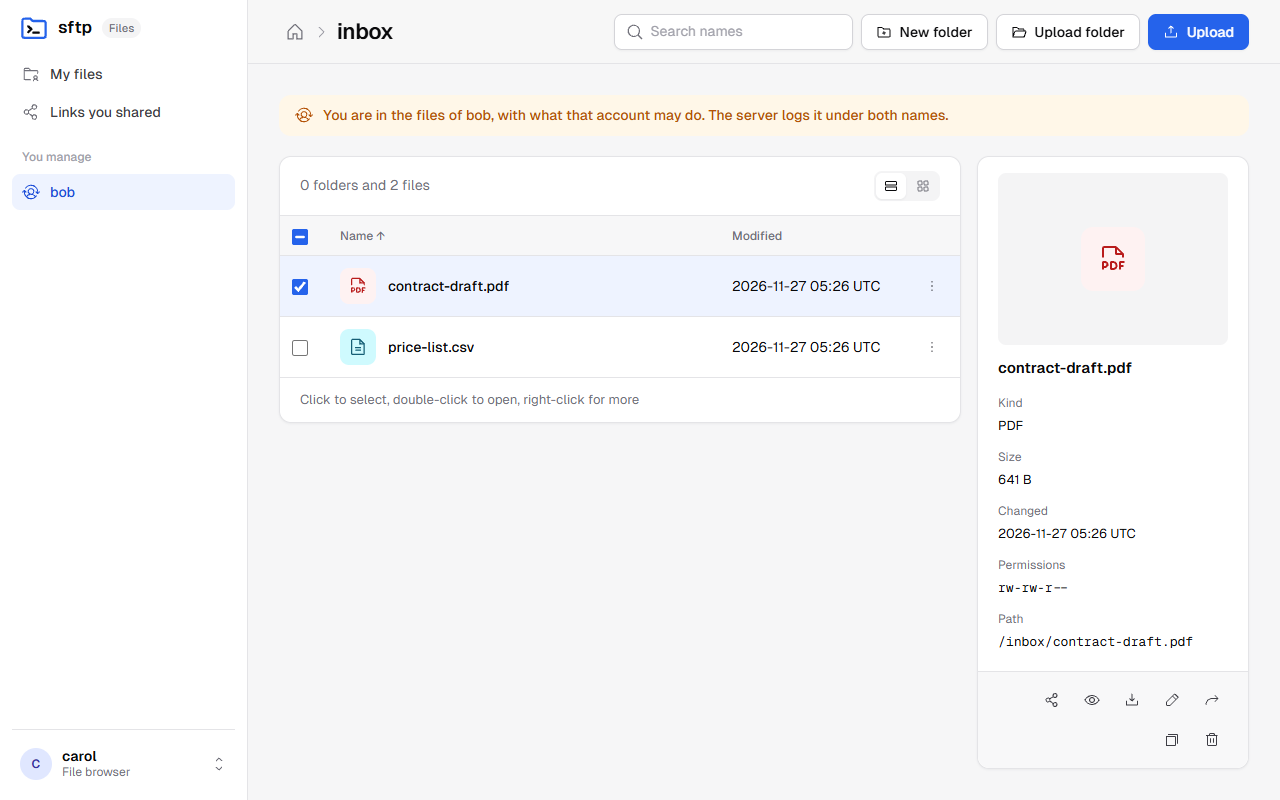 sftp Files
My files
Links you shared
You manage
bob
carol
C
File browser
inbox
Search names
New folder
Upload folder
Upload
You are in the files of bob, with what that account may do. The server logs it under both names.
0 folders and 2 files
Name Modified
PDF contract-draft.pdf 2026-11-27 05:26 UTC
price-list.csv 2026-11-27 05:26 UTC
Click to select, double-click to open, right-click for more
PDF
contract-draft.pdf
Kind
PDF
Size
641 B
Changed
2026-11-27 05:26 UTC
Permissions
rw-rw-r--
Path
/inbox/contract-draft.pdf